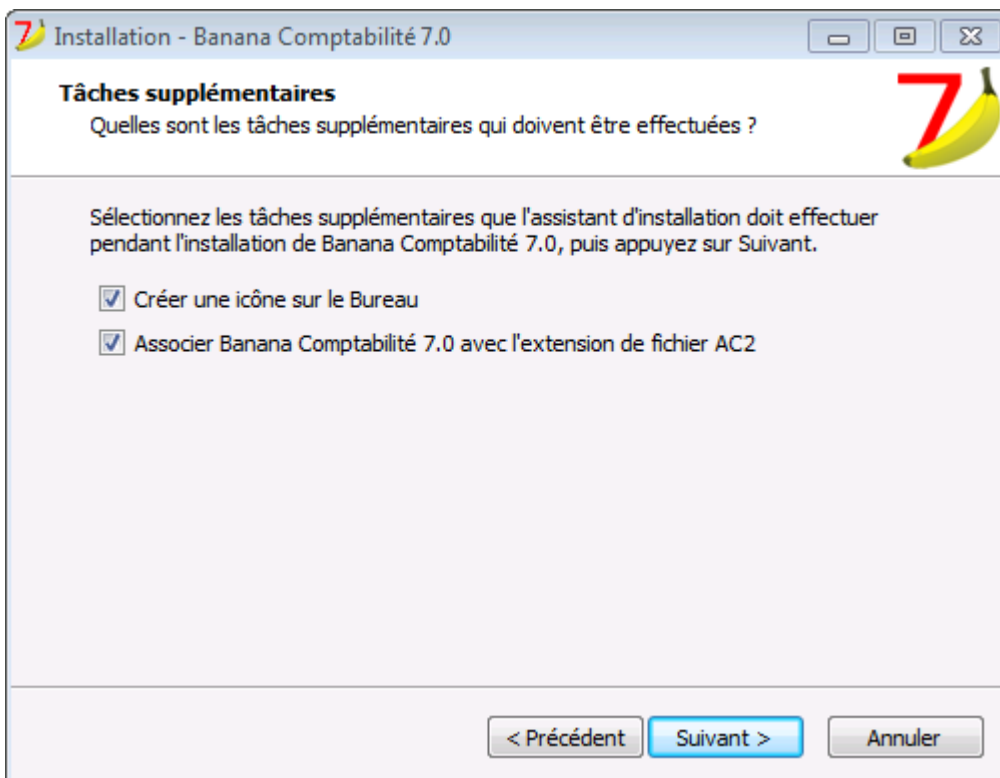 7 Installation - Banana Comptabilité 7.0
Tâches supplémentaires
Quelles sont les tâches supplémentaires qui doivent être effectuées ?
7
Sélectionnez les tâches supplémentaires que l'assistant d'installation doit effectuer
pendant l'installation de Banana Comptabilité 7.0, puis appuyez sur Suivant.
Créer une icône sur le Bureau
Associer Banana Comptabilité 7.0 avec l'extension de fichier AC2
< Précédent Suivant > Annuler